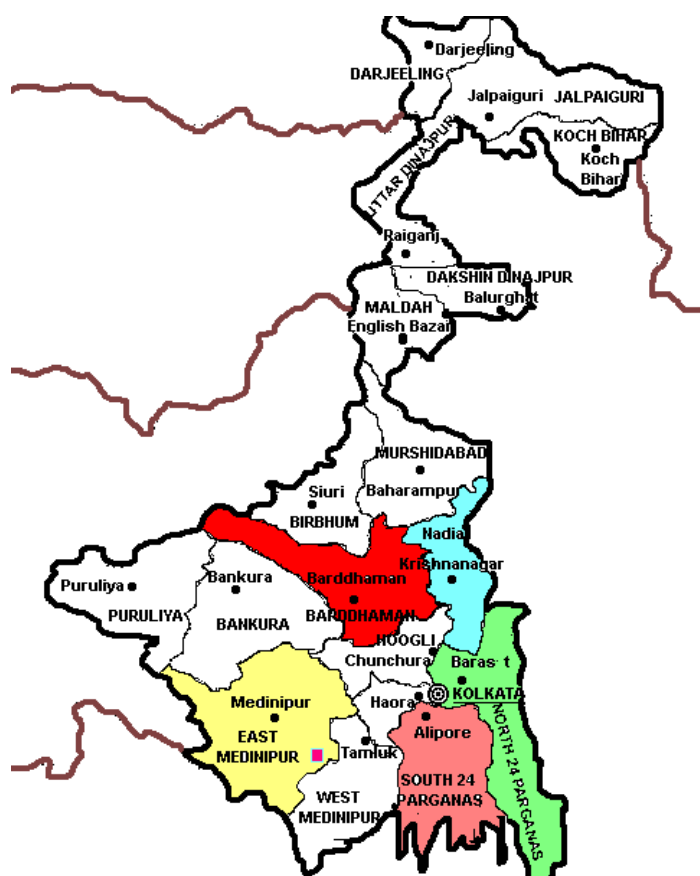 Darjeeling
DARJEELING
Jalpaiguri
JALPAIGURI
KOCH BIHAR
Koch
Bihar
UTTAR DINAJPUR
Raiganj
DAKSHIN DINAJPUR
Balurghat
MALDAH
English Bazar
MURSHIDABAD
Baharampur
Siuri
BIRBHUM
Nadia
Krishnanagar
Barddhaman
BARDDHAMAN
Puruliya
PURULIYA
Bankura
BANKURA
HOOGLI
Chunchura
Baras t
KOLKATA
Haora
Alipore
NORTH 24 PARGANAS
Medinipur
EAST
MEDINIPUR
Tamluk
WEST
MEDINIPUR
SOUTH 24
PARGANAS